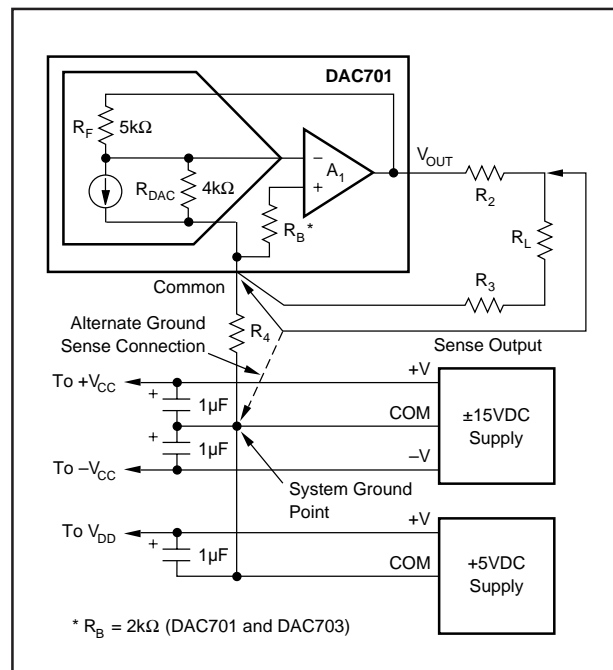 DAC701
R_F 5kΩ
R_DAC 4kΩ
−
A_1
+
R_B*
V_OUT
R_2
R_L
R_3
Common
R_4
Alternate Ground
Sense Connection
Sense Output
To +V_CC
+ 1µF
+V
COM
±15VDC
Supply
+ 1µF
To –V_CC
–V
System Ground
Point
To V_DD
+ 1µF
+V
COM
+5VDC
Supply
* R_B = 2kΩ (DAC701 and DAC703)